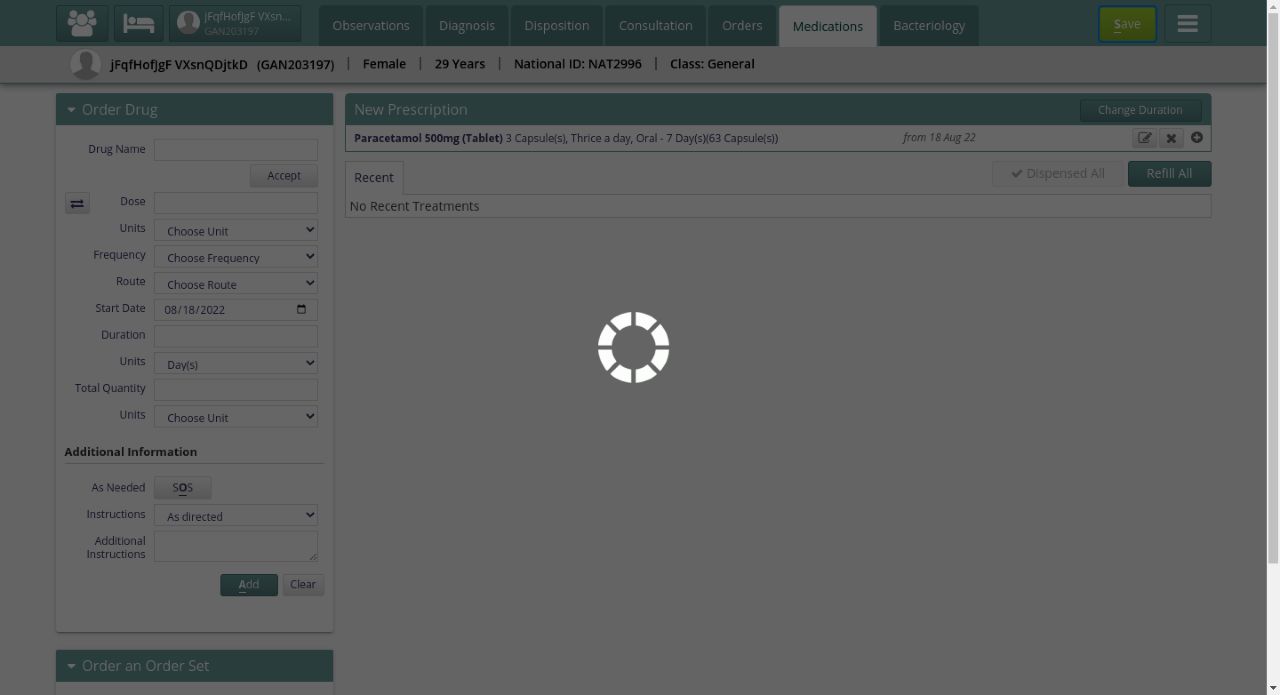 jFqfHofJgF VXsn...
GAN203197
Observations
Diagnosis
Disposition
Consultation
Orders
Medications
Bacteriology
Save
jFqfHofJgF VXsnQDjtkD (GAN203197) | Female | 29 Years | National ID: NAT2996 | Class: General
Order Drug
Drug Name
Accept
Dose
Units Choose Unit
Frequency Choose Frequency
Route Choose Route
Start Date 08/18/2022
Duration
Units Day(s)
Total Quantity
Units Choose Unit
Additional Information
As Needed SOS
Instructions As directed
Additional
Instructions
Add Clear
Order an Order Set
New Prescription Change Duration
Paracetamol 500mg (Tablet) 3 Capsule(s), Thrice a day, Oral - 7 Day(s)(63 Capsule(s)) from 18 Aug 22
Recent Dispensed All Refill All
No Recent Treatments